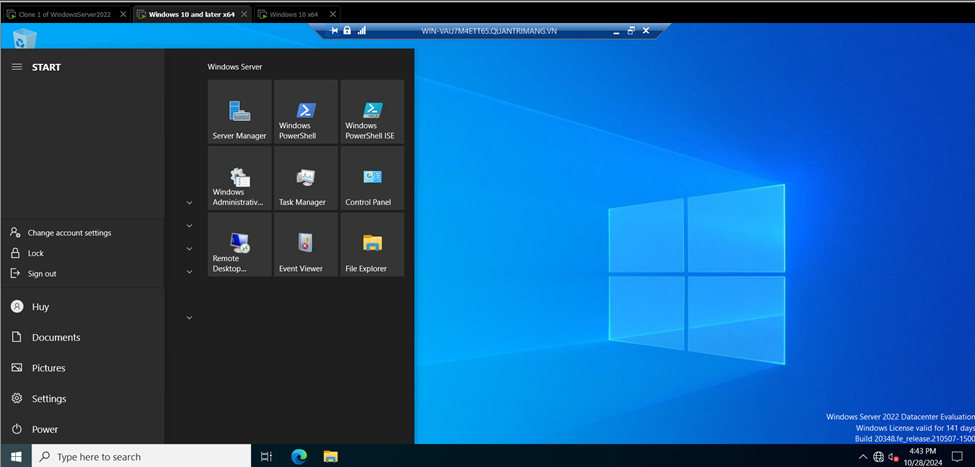 Clone 1 of WindowsServer2022
Windows 10 and later x64
Windows 10 x64
WIN-VAU7M4ETT65.QUANTRIMANG.VN
START
Windows Server
Server Manager
Windows
PowerShell
Windows
PowerShell ISE
Windows
Administrativ...
Task Manager
Control Panel
Remote
Desktop...
Event Viewer
File Explorer
Change account settings
Lock
Sign out
Huy
Documents
Pictures
Settings
Power
Windows Server 2022 Datacenter Evaluation
Windows License valid for 141 days
Build 20348.fe_release.210507-1500
Type here to search
4:43 PM
10/28/2024